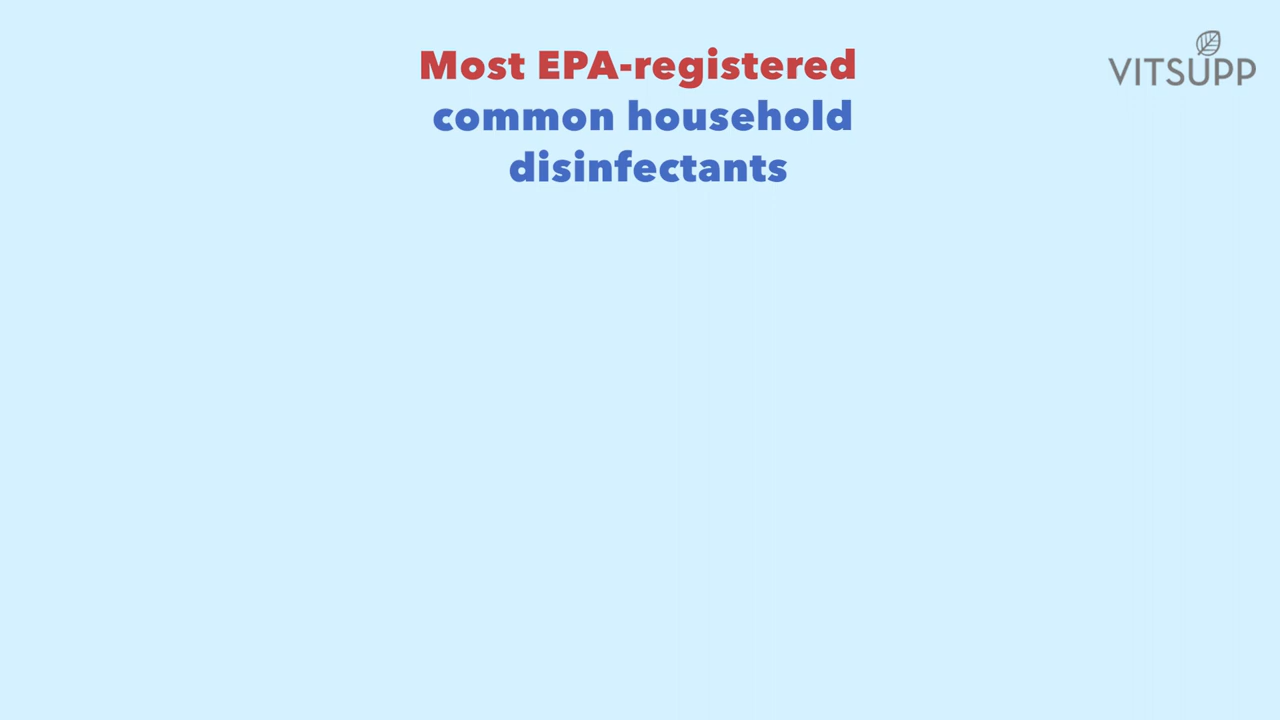 Most EPA-registered
common household
disinfectants
VITSUPP